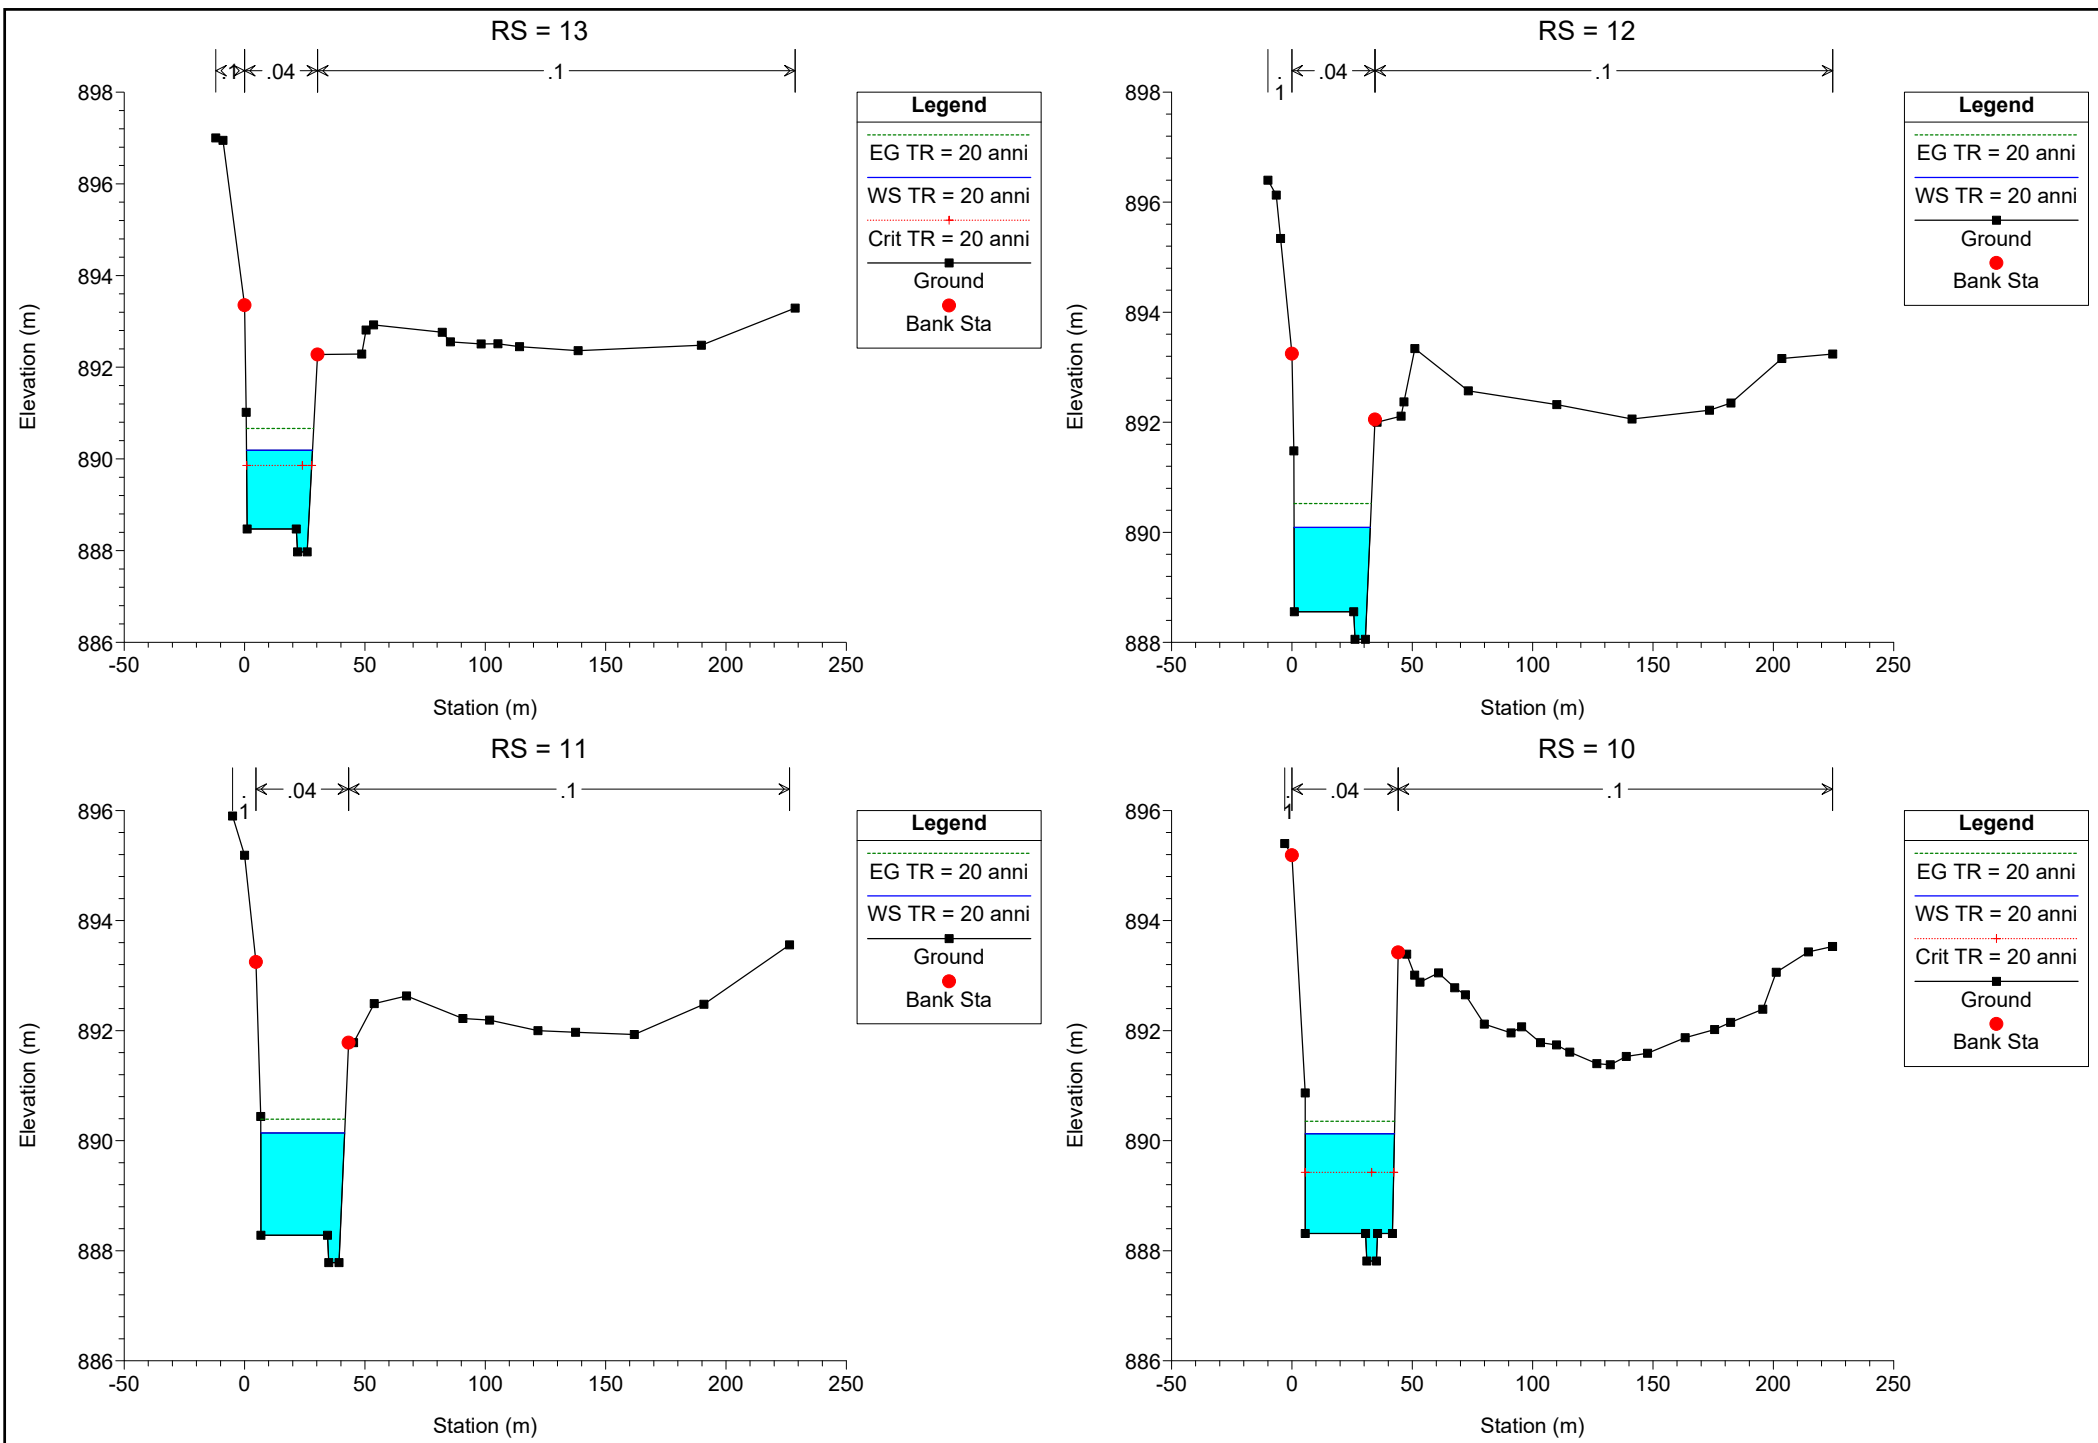 RS = 13
.1 .04 .1
898
896
894
892
890
888
886
-50 0 50 100 150 200 250
Elevation (m)
Station (m)
Legend
EG TR = 20 anni
WS TR = 20 anni
Crit TR = 20 anni
Ground
Bank Sta
RS = 12
.1 .04 .1
898
896
894
892
890
888
-50 0 50 100 150 200 250
Elevation (m)
Station (m)
Legend
EG TR = 20 anni
WS TR = 20 anni
Ground
Bank Sta
RS = 11
.1 .04 .1
896
894
892
890
888
886
-50 0 50 100 150 200 250
Elevation (m)
Station (m)
Legend
EG TR = 20 anni
WS TR = 20 anni
Ground
Bank Sta
RS = 10
.1 .04 .1
896
894
892
890
888
886
-50 0 50 100 150 200 250
Elevation (m)
Station (m)
Legend
EG TR = 20 anni
WS TR = 20 anni
Crit TR = 20 anni
Ground
Bank Sta